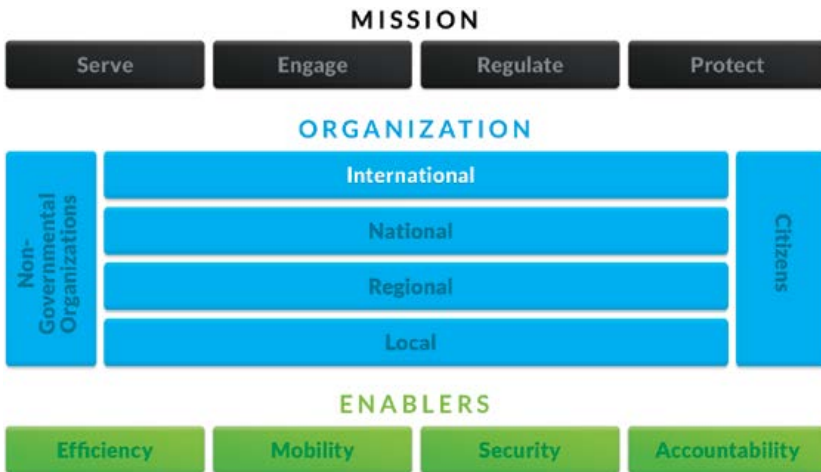 MISSION
Serve
Engage
Regulate
Protect
ORGANIZATION
Non-
Governmental
Organizations
International
National
Regional
Local
Citizens
ENABLERS
Efficiency
Mobility
Security
Accountability